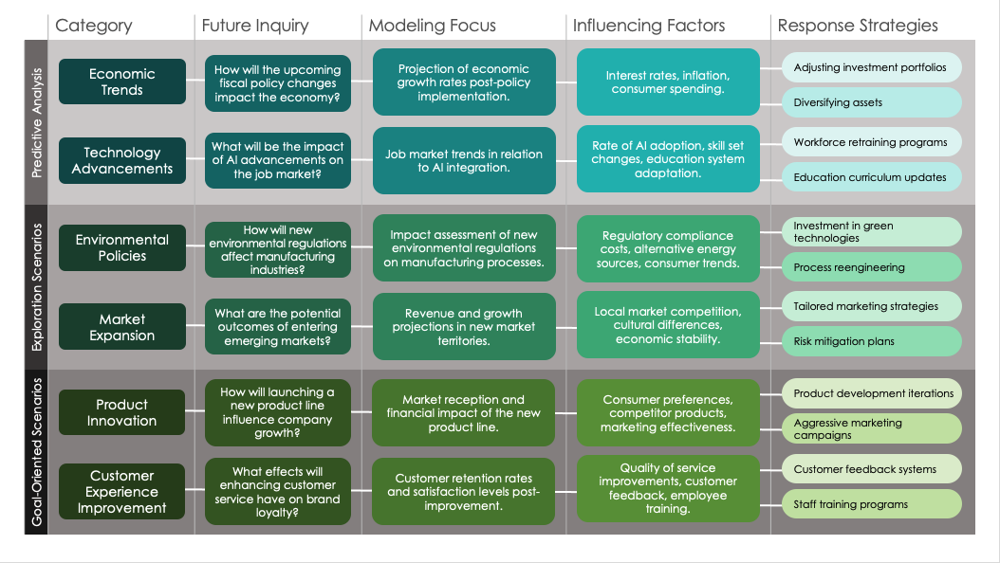 Category
Future Inquiry
Modeling Focus
Influencing Factors
Response Strategies
Predictive Analysis
Economic
Trends
How will the upcoming
fiscal policy changes
impact the economy?
Projection of economic
growth rates post-policy
implementation.
Interest rates, inflation,
consumer spending.
Adjusting investment portfolios
Diversifying assets
Technology
Advancements
What will be the impact
of AI advancements on
the job market?
Job market trends in relation
to AI integration.
Rate of AI adoption, skill set
changes, education system
adaptation.
Workforce retraining programs
Education curriculum updates
Exploration Scenarios
Environmental
Policies
How will new
environmental regulations
affect manufacturing
industries?
Impact assessment of new
environmental regulations
on manufacturing processes.
Regulatory compliance
costs, alternative energy
sources, consumer trends.
Investment in green
technologies
Process reengineering
Market
Expansion
What are the potential
outcomes of entering
emerging markets?
Revenue and growth
projections in new market
territories.
Local market competition,
cultural differences,
economic stability.
Tailored marketing strategies
Risk mitigation plans
Goal-Oriented Scenarios
Product
Innovation
How will launching a
new product line
influence company
growth?
Market reception and
financial impact of the new
product line.
Consumer preferences,
competitor products,
marketing effectiveness.
Product development iterations
Aggressive marketing
campaigns
Customer
Experience
Improvement
What effects will
enhancing customer
service have on brand
loyalty?
Customer retention rates
and satisfaction levels post-
improvement.
Quality of service
improvements, customer
feedback, employee
training.
Customer feedback systems
Staff training programs